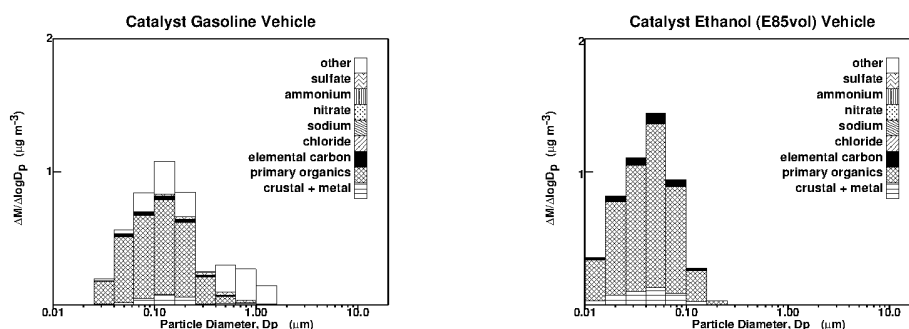 Catalyst Gasoline Vehicle
2
other
sulfate
ammonium
nitrate
sodium
chloride
elemental carbon
primary organics
crustal + metal
ΔM/ΔlogDp (μg m⁻³)
1
0.01 0.10 1.00 10.0
Particle Diameter, Dp (μm)
Catalyst Ethanol (E85vol) Vehicle
2
other
sulfate
ammonium
nitrate
sodium
chloride
elemental carbon
primary organics
crustal + metal
ΔM/ΔlogDp (μg m⁻³)
1
0.01 0.10 1.00 10.0
Particle Diameter, Dp (μm)